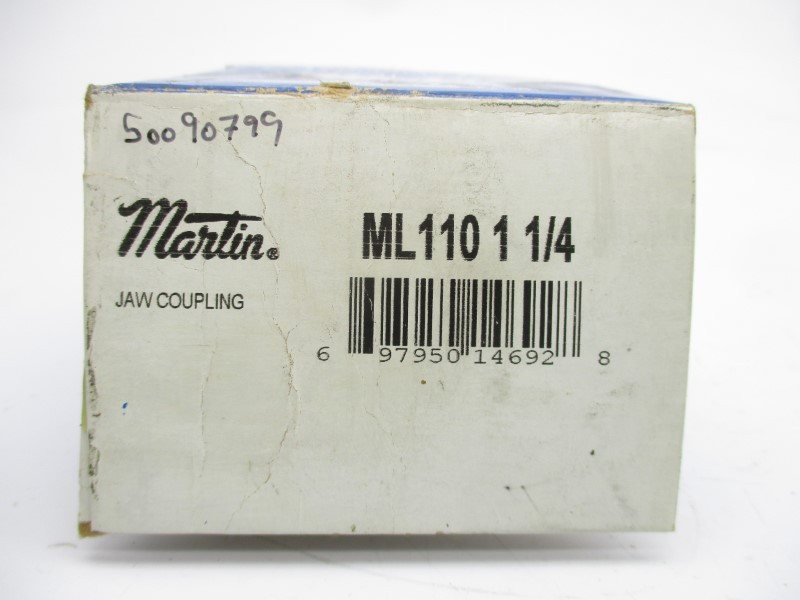 50090799
Martin®
ML110 1 1/4
JAW COUPLING
6 97950 14692 8